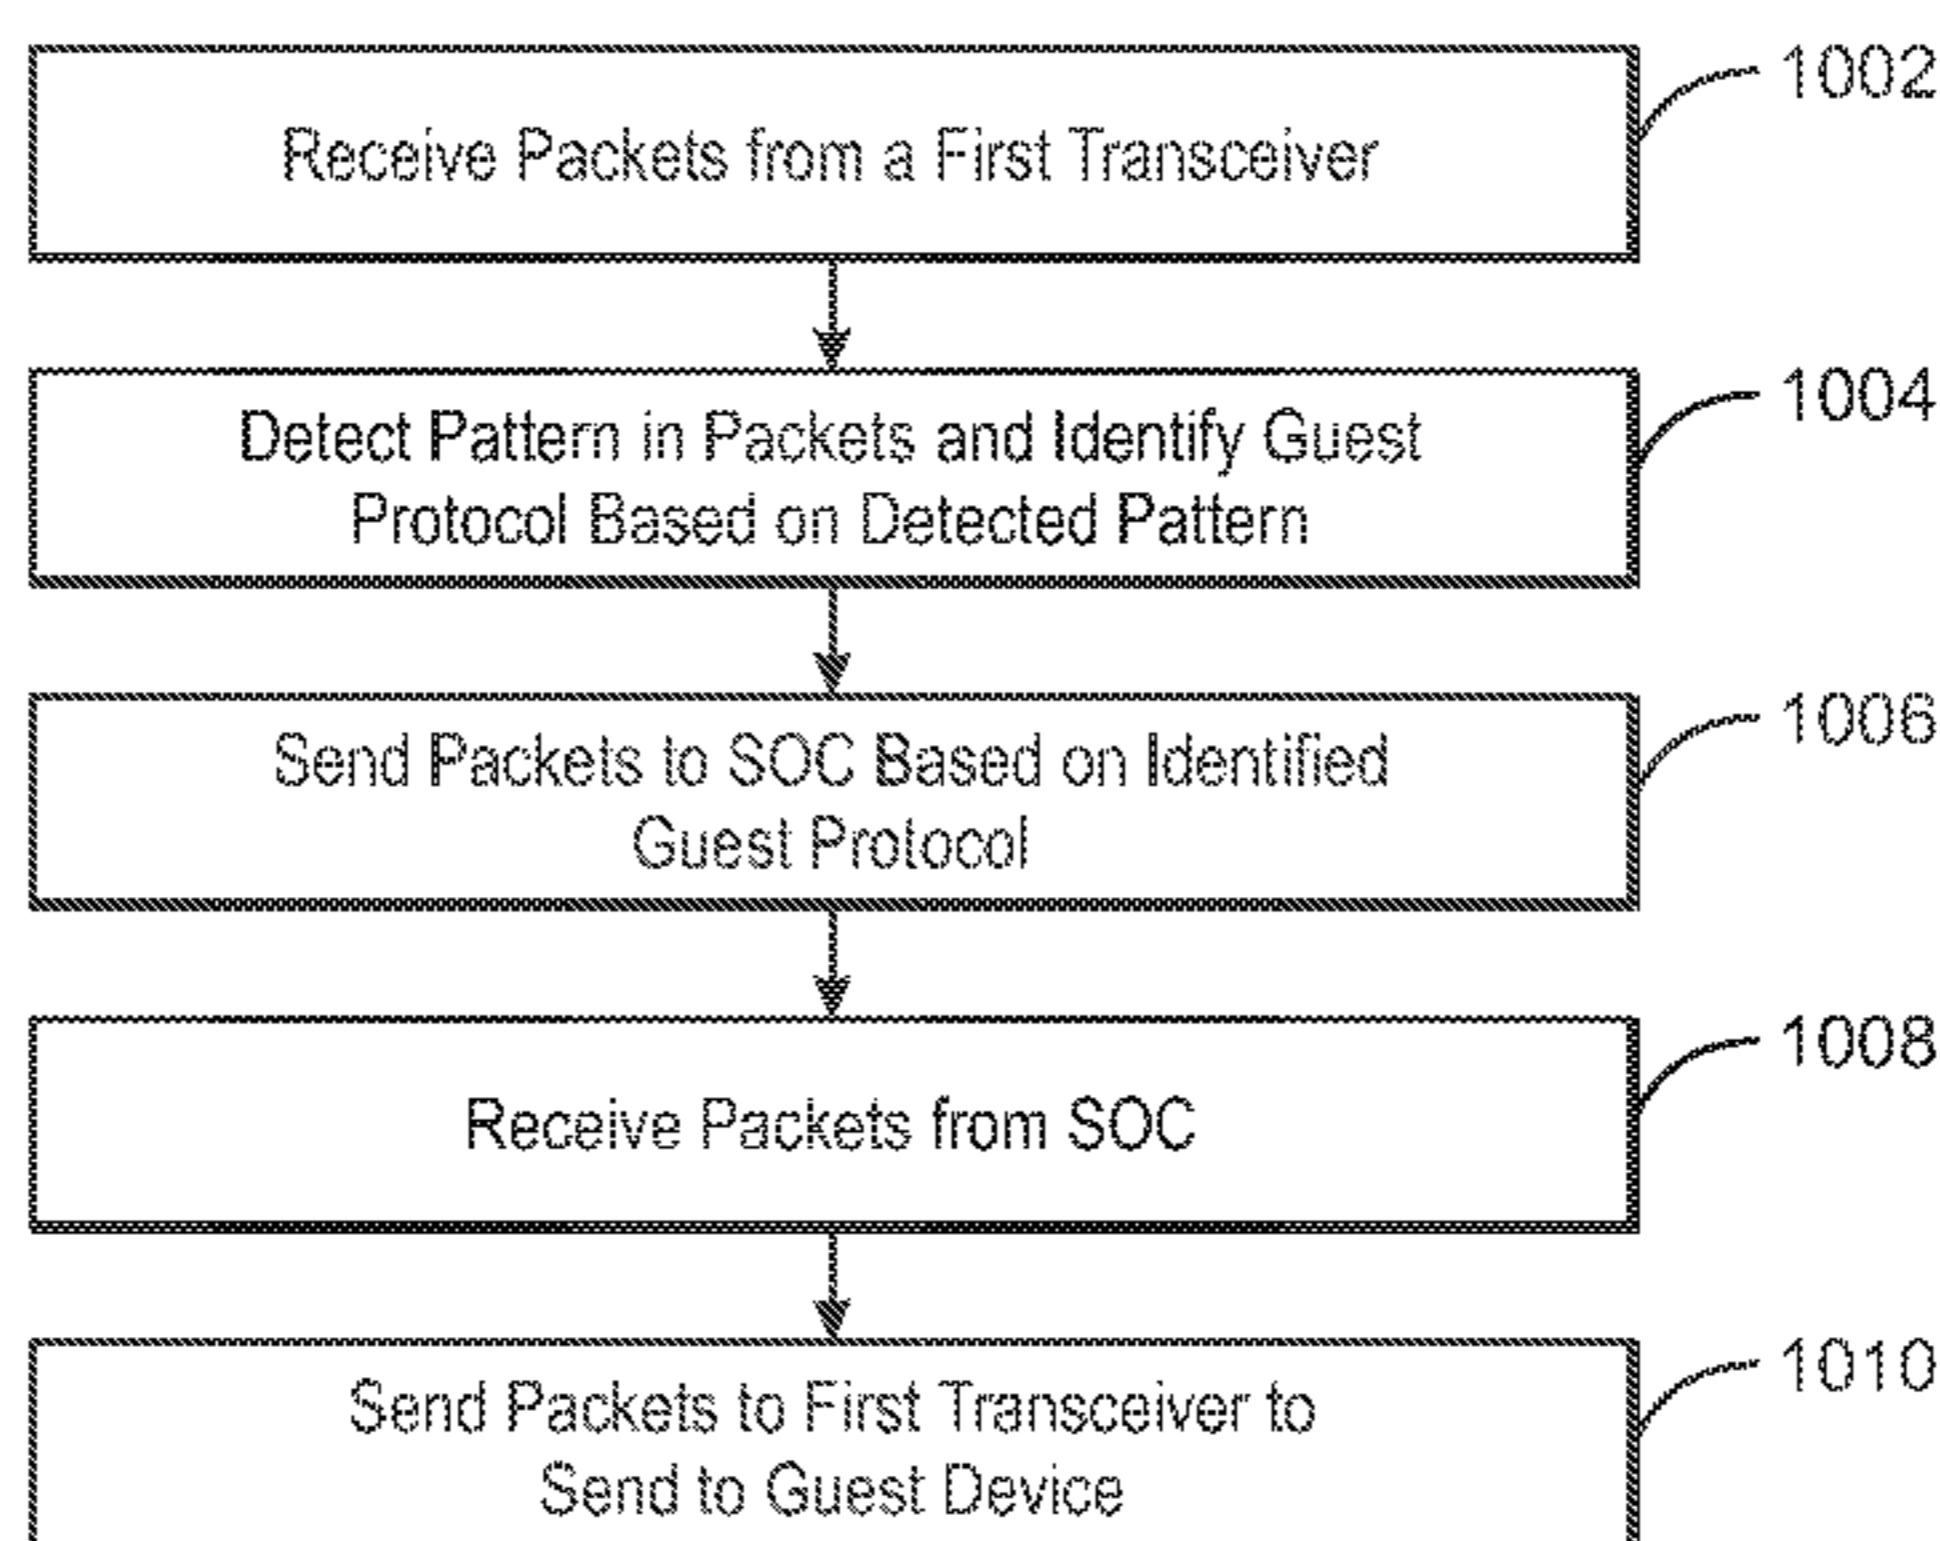 Receive Packets from a First Transceiver
1002
Detect Pattern in Packets and Identify Guest
Protocol Based on Detected Pattern
1004
Send Packets to SOC Based on Identified
Guest Protocol
1006
Receive Packets from SOC
1008
Send Packets to First Transceiver to
Send to Guest Device
1010